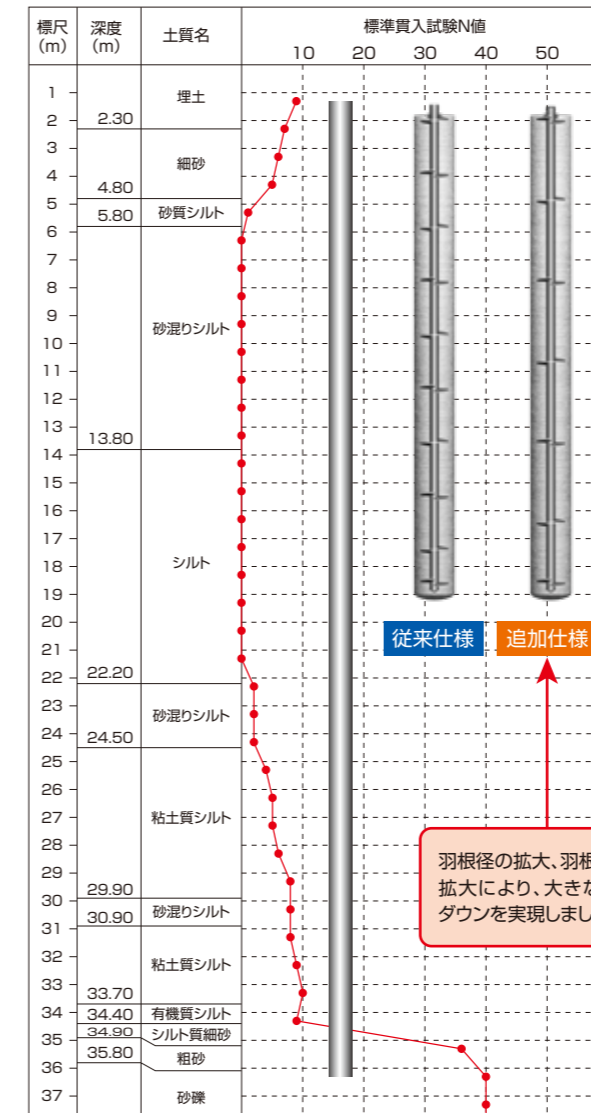 標尺 (m) 深度 (m) 土質名 標準貫入試験N値
10 20 30 40 50
埋土
1
2 2.30
細砂
3
4 4.80
5 砂質シルト
5.80
6
7
8
砂混りシルト
9
10
11
12
13 13.80
14
15
16
17
シルト
18
19
20
21
従来仕様 追加仕様
22 22.20
23 砂混りシルト
24 24.50
25
26
27 粘土質シルト
28
29 29.90
30 砂混りシルト
30.90
31
32 粘土質シルト
33 33.70
34 有機質シルト
34.40
シルト質細砂
34.90
35
粗砂
35.80
36
37 砂礫
羽根径の拡大、羽根
拡大により、大きな
ダウンを実現しまし